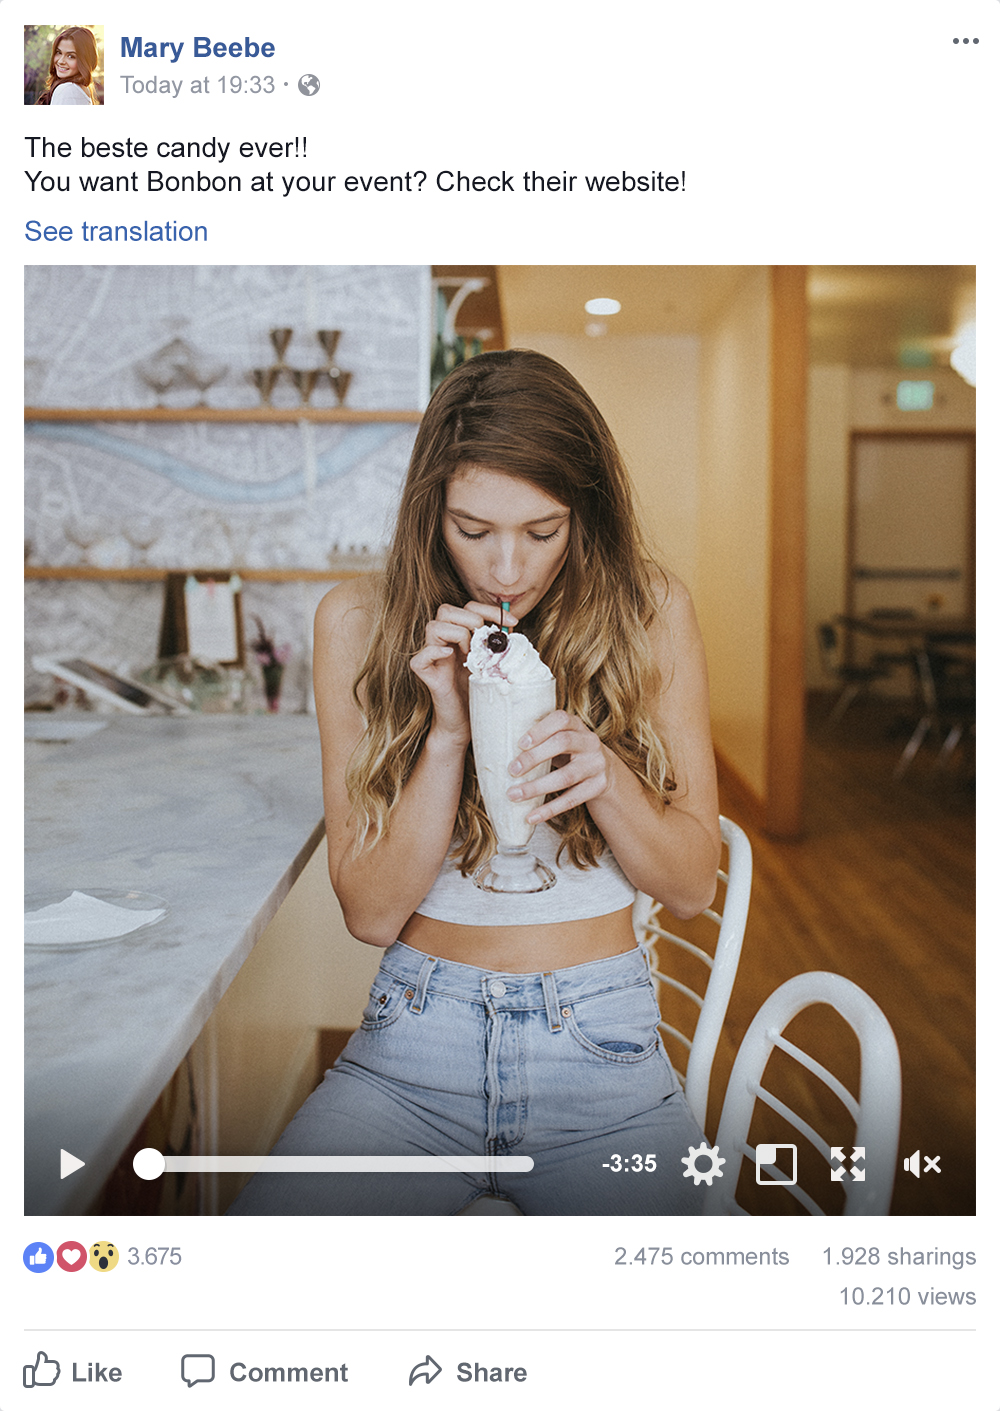 Mary Beebe
Today at 19:33 ·
The beste candy ever!!
You want Bonbon at your event? Check their website!
See translation
-3:35
3.675
2.475 comments
1.928 sharings
10.210 views
Like
Comment
Share